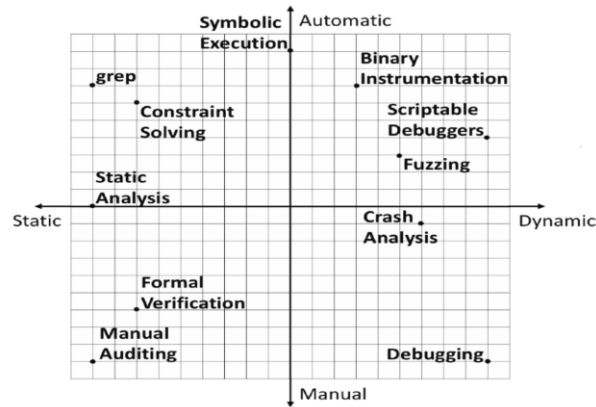 Symbolic
Execution
Automatic
Binary
Instrumentation
grep
Constraint
Solving
Scriptable
Debuggers
Fuzzing
Static
Analysis
Static
Dynamic
Crash
Analysis
Formal
Verification
Manual
Auditing
Debugging
Manual